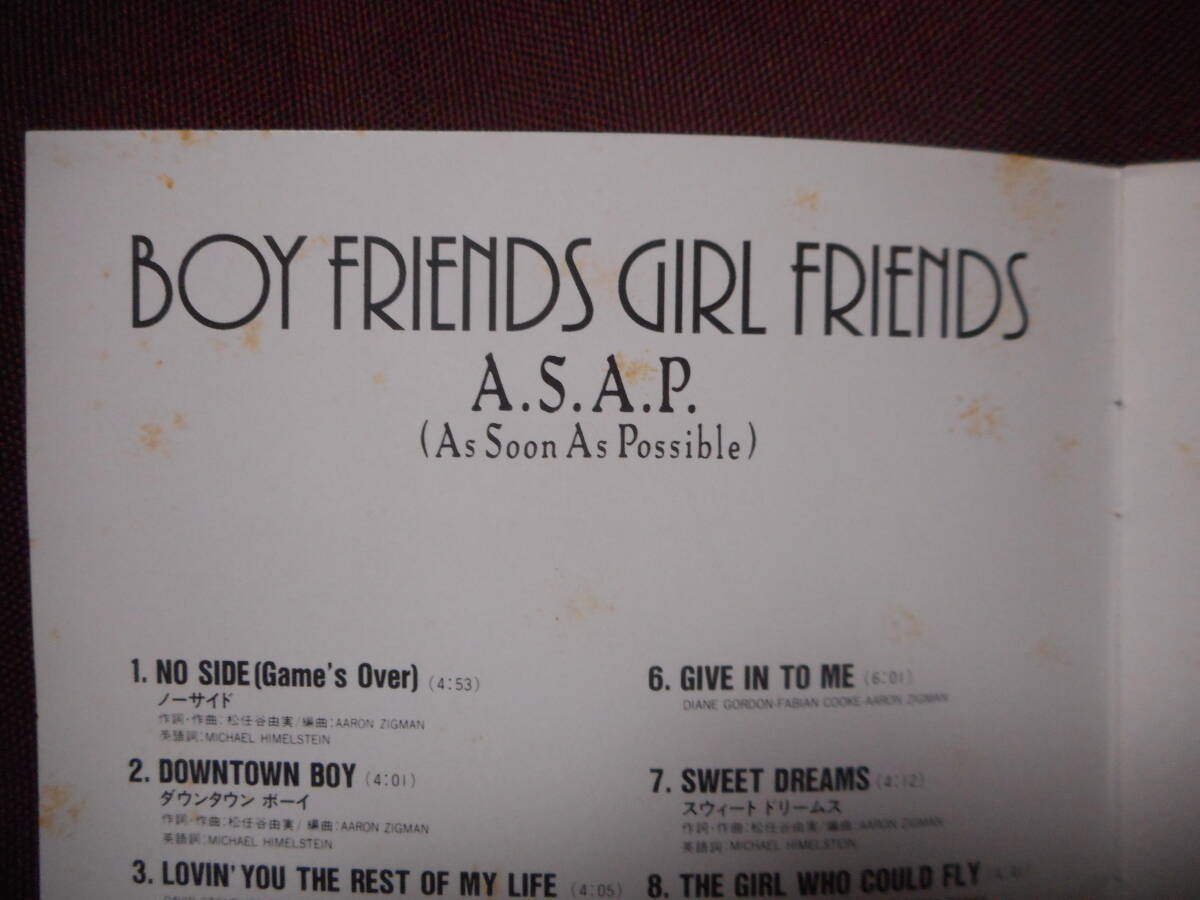 BOY FRIENDS GIRL FRIENDS
A.S.A.P.
(As Soon As Possible)
1. NO SIDE(Game's Over) (4:53)
ノーサイド
作詞・作曲:松任谷由実/編曲:AARON ZIGMAN
英語詞:MICHAEL HIMELSTEIN
2. DOWNTOWN BOY (4:01)
ダウンタウン ボーイ
作詞・作曲:松任谷由実/編曲:AARON ZIGMAN
英語詞:MICHAEL HIMELSTEIN
3. LOVIN' YOU THE REST OF MY LIFE (4:05)
6. GIVE IN TO ME (6:01)
DIANE GORDON-FABIAN COOKE-AARON ZIGMAN
7. SWEET DREAMS (4:12)
スウィート ドリームス
作詞・作曲:松任谷由実/編曲:AARON ZIGMAN
英語詞:MICHAEL HIMELSTEIN
8. THE GIRL WHO COULD FLY